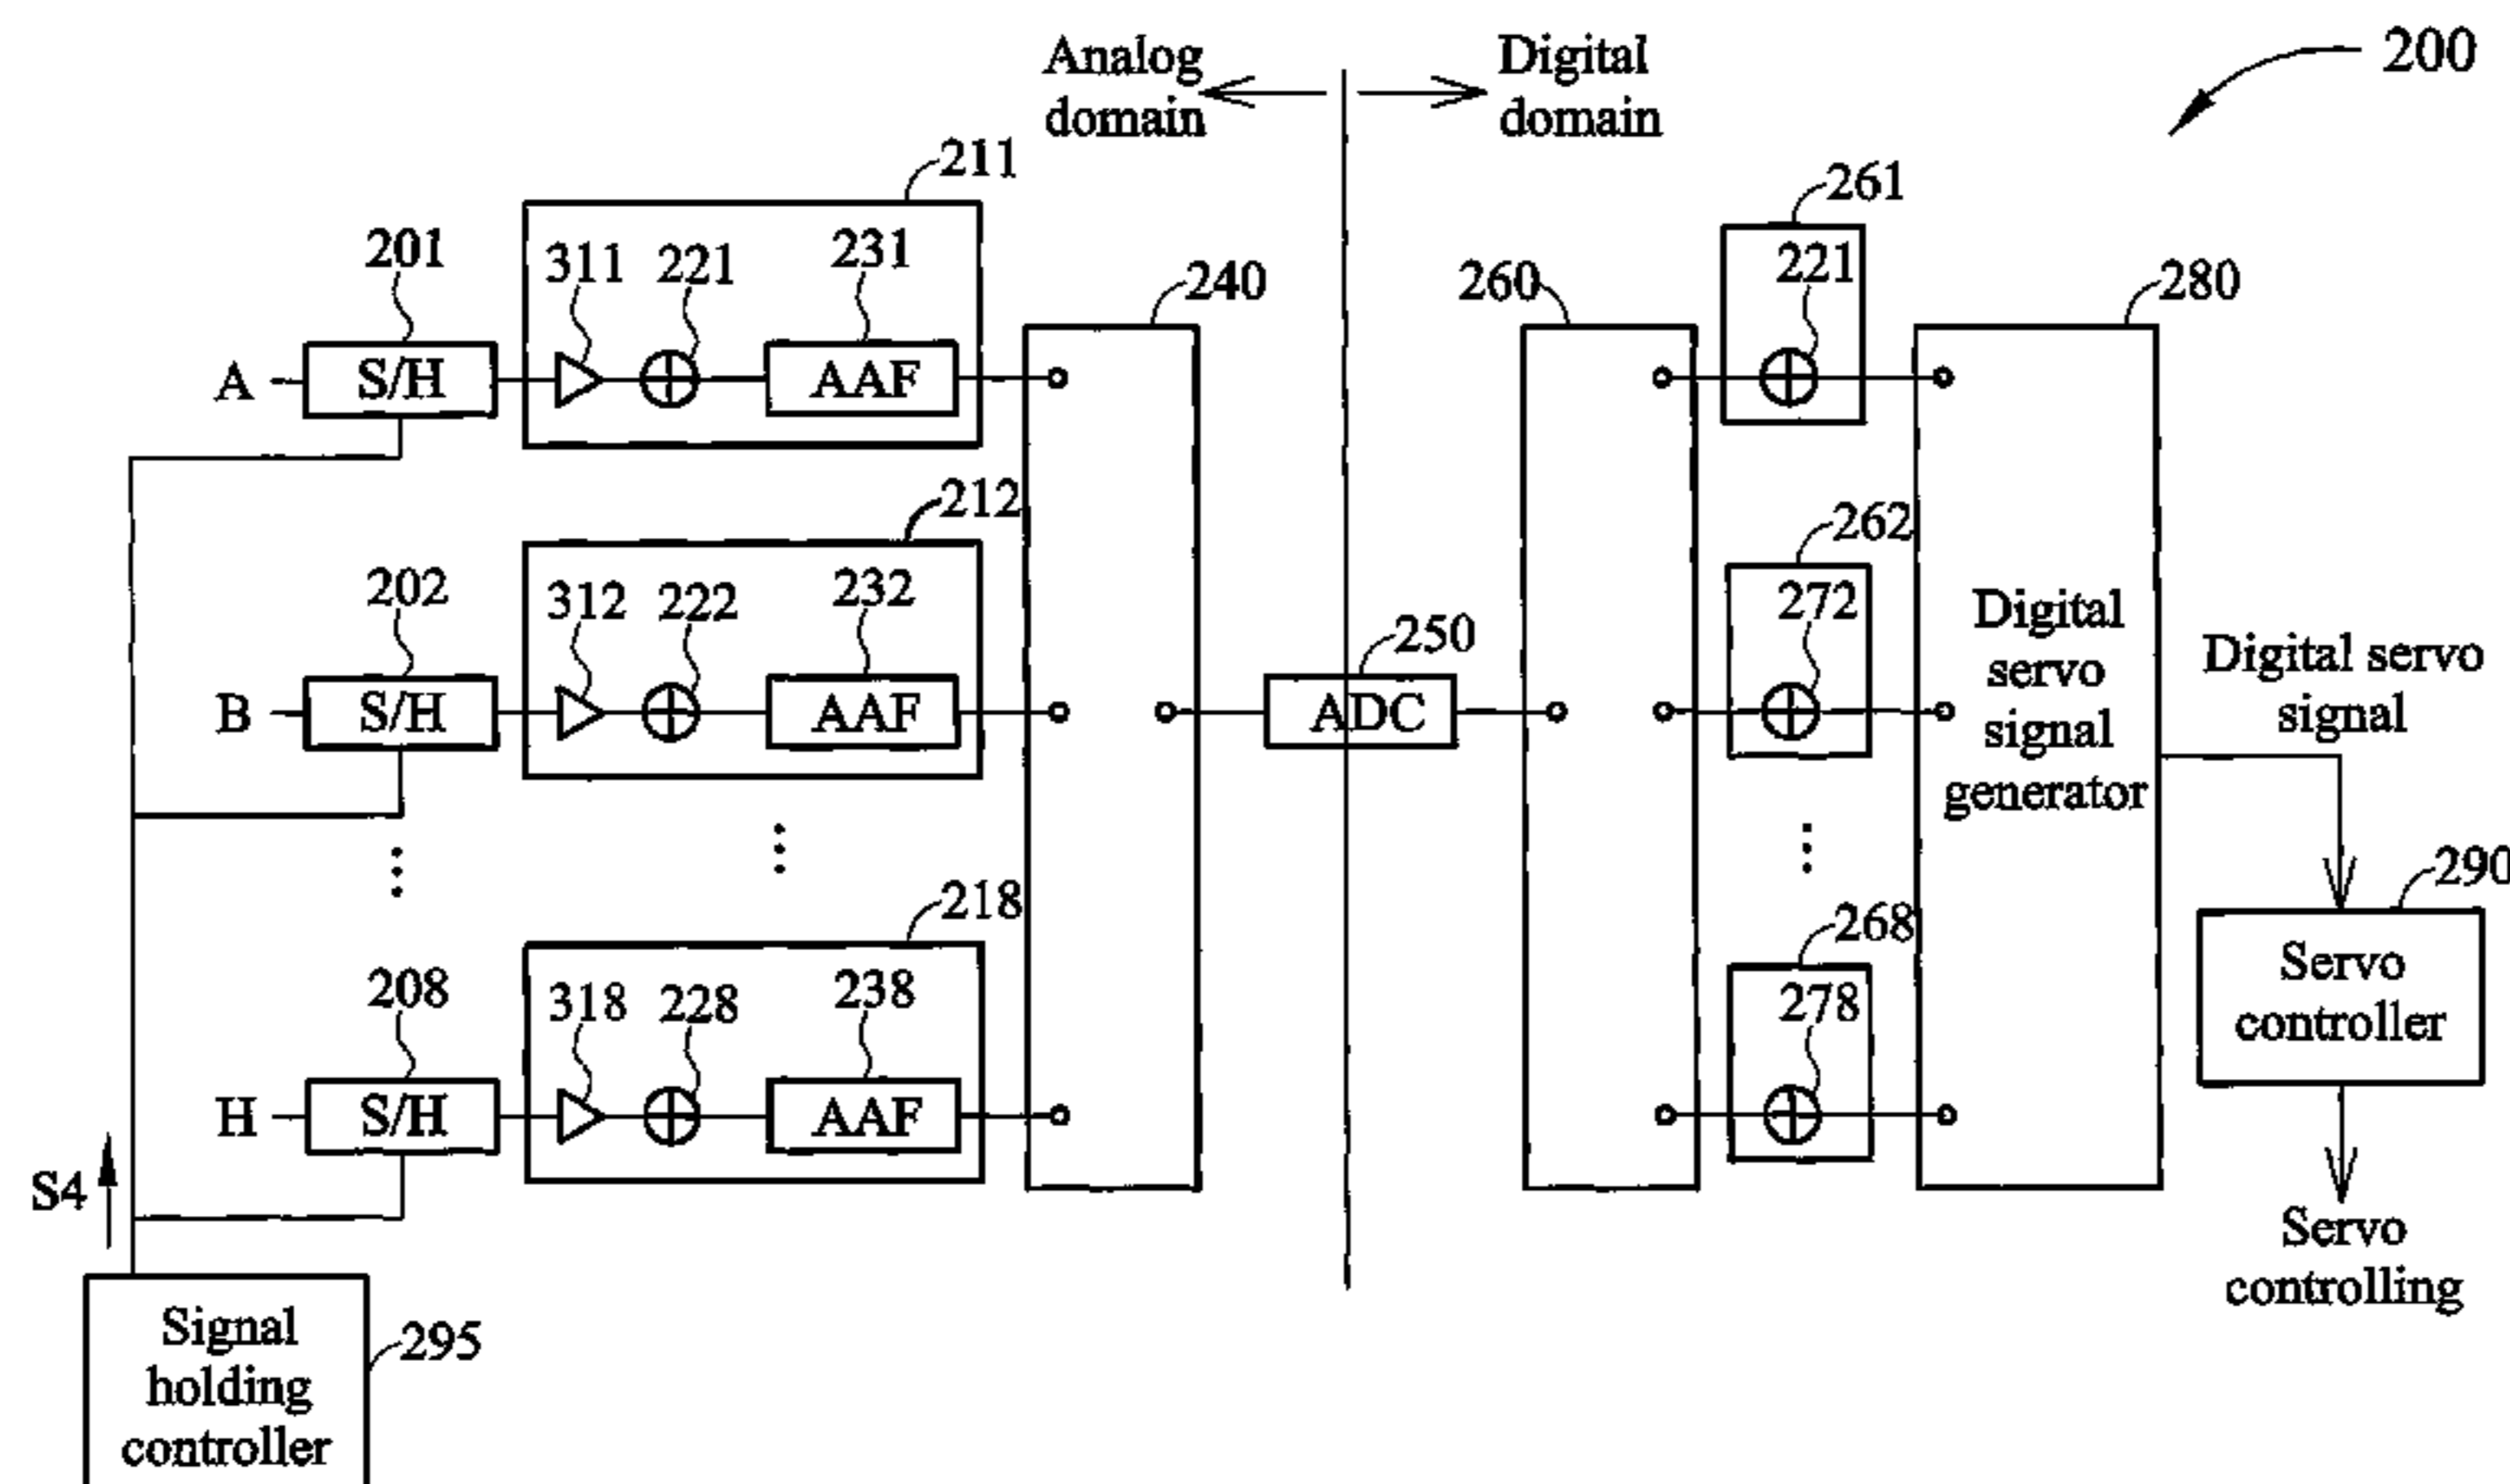 Analog
domain
Digital
domain
200
211
201
311
221
231
A
S/H
AAF
240
260
261
221
280
212
202
312
222
232
B
S/H
AAF
250
ADC
262
272
Digital
servo
signal
generator
Digital servo
signal
218
208
318
228
238
H
S/H
AAF
268
278
290
Servo
controller
Servo
controlling
S4
Signal
holding
controller
295